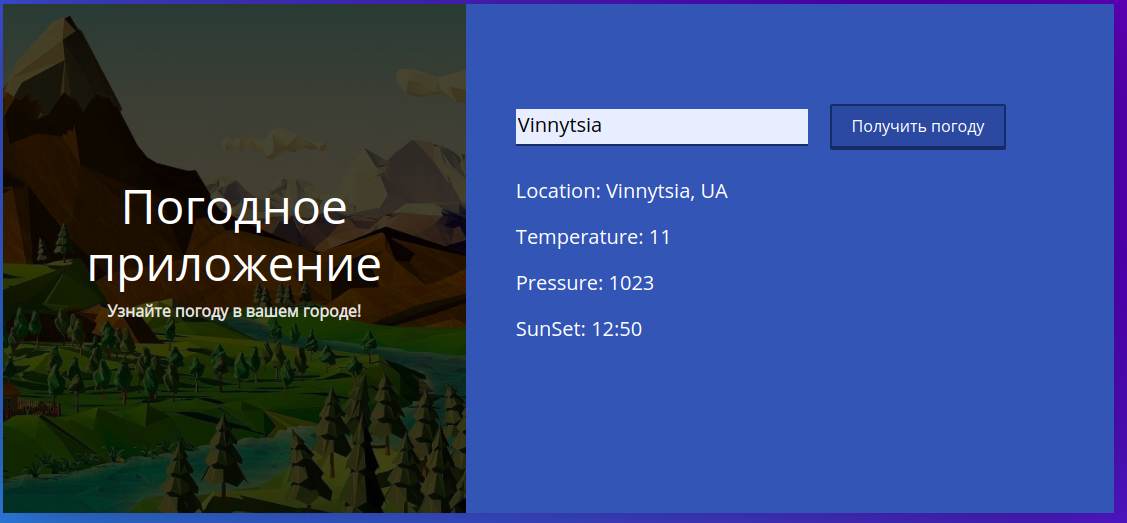 Погодное
приложение
Узнайте погоду в вашем городе!
Vinnytsia
Получить погоду
Location: Vinnytsia, UA
Temperature: 11
Pressure: 1023
SunSet: 12:50